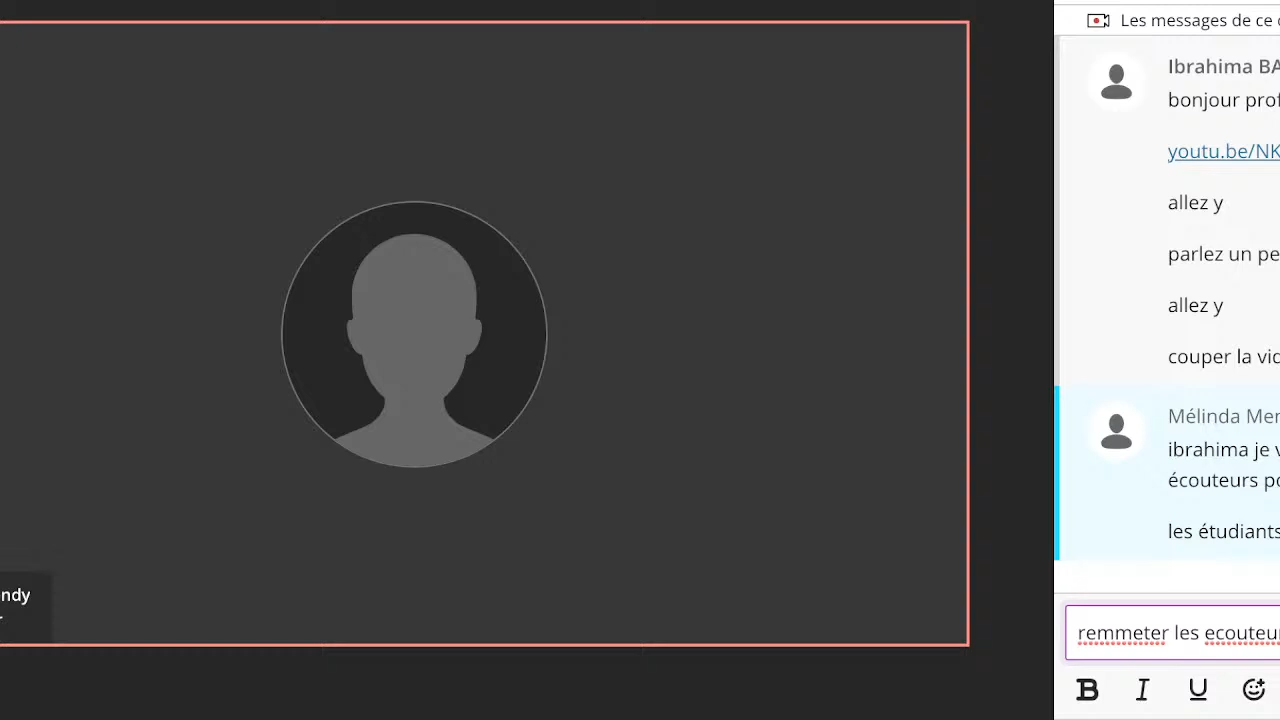 Les messages de ce
Ibrahima BA
bonjour prof
youtu.be/NK
allez y
parlez un pe
allez y
couper la vid
Mélinda Mer
ibrahima je v
écouteurs po
les étudiants
ndy
remmeter les ecouteur
B I U